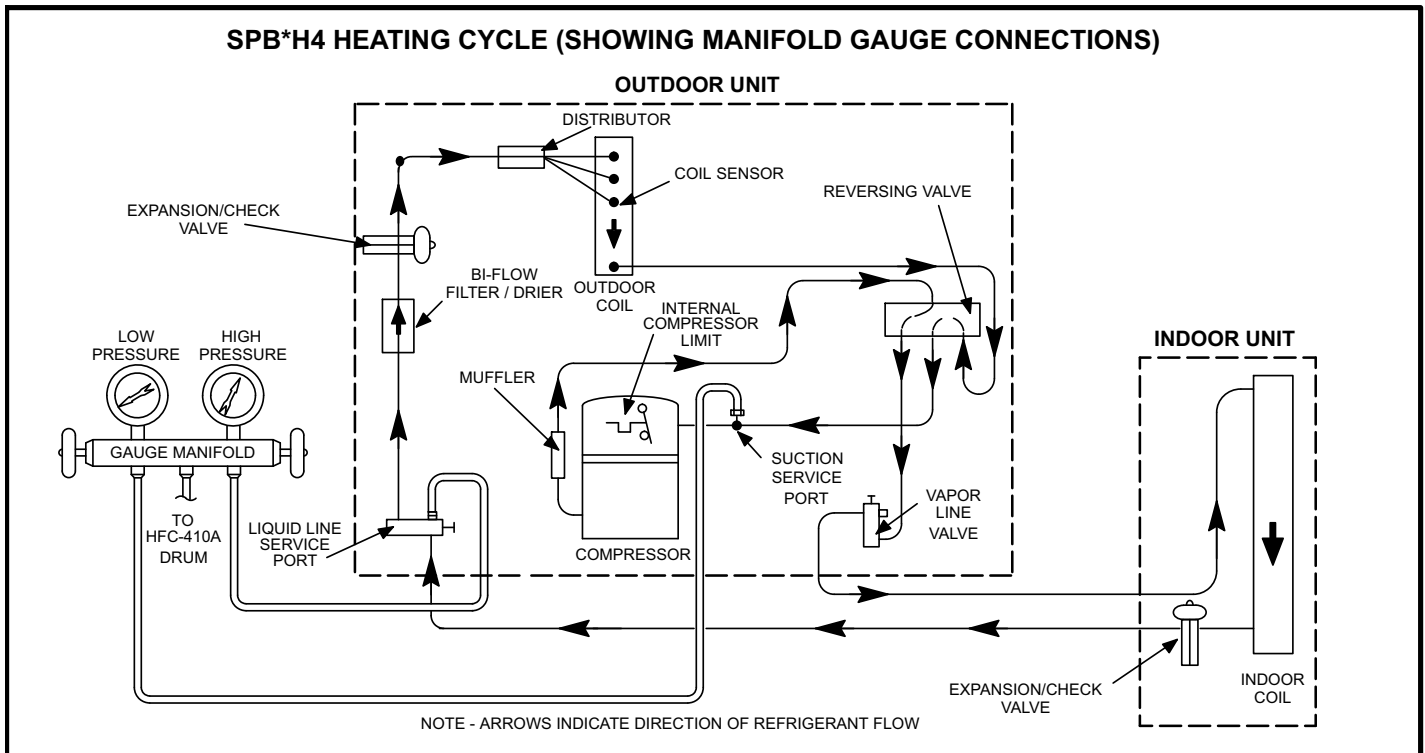 SPB*H4 HEATING CYCLE (SHOWING MANIFOLD GAUGE CONNECTIONS)
OUTDOOR UNIT
DISTRIBUTOR
COIL SENSOR
REVERSING VALVE
EXPANSION/CHECK
VALVE
BI-FLOW
FILTER / DRIER
OUTDOOR
COIL
INTERNAL
COMPRESSOR
LIMIT
LOW
PRESSURE
HIGH
PRESSURE
INDOOR UNIT
MUFFLER
GAUGE MANIFOLD
SUCTION
SERVICE
PORT
VAPOR
LINE
VALVE
TO
HFC-410A
DRUM
LIQUID LINE
SERVICE
PORT
COMPRESSOR
EXPANSION/CHECK
VALVE
INDOOR
COIL
NOTE - ARROWS INDICATE DIRECTION OF REFRIGERANT FLOW